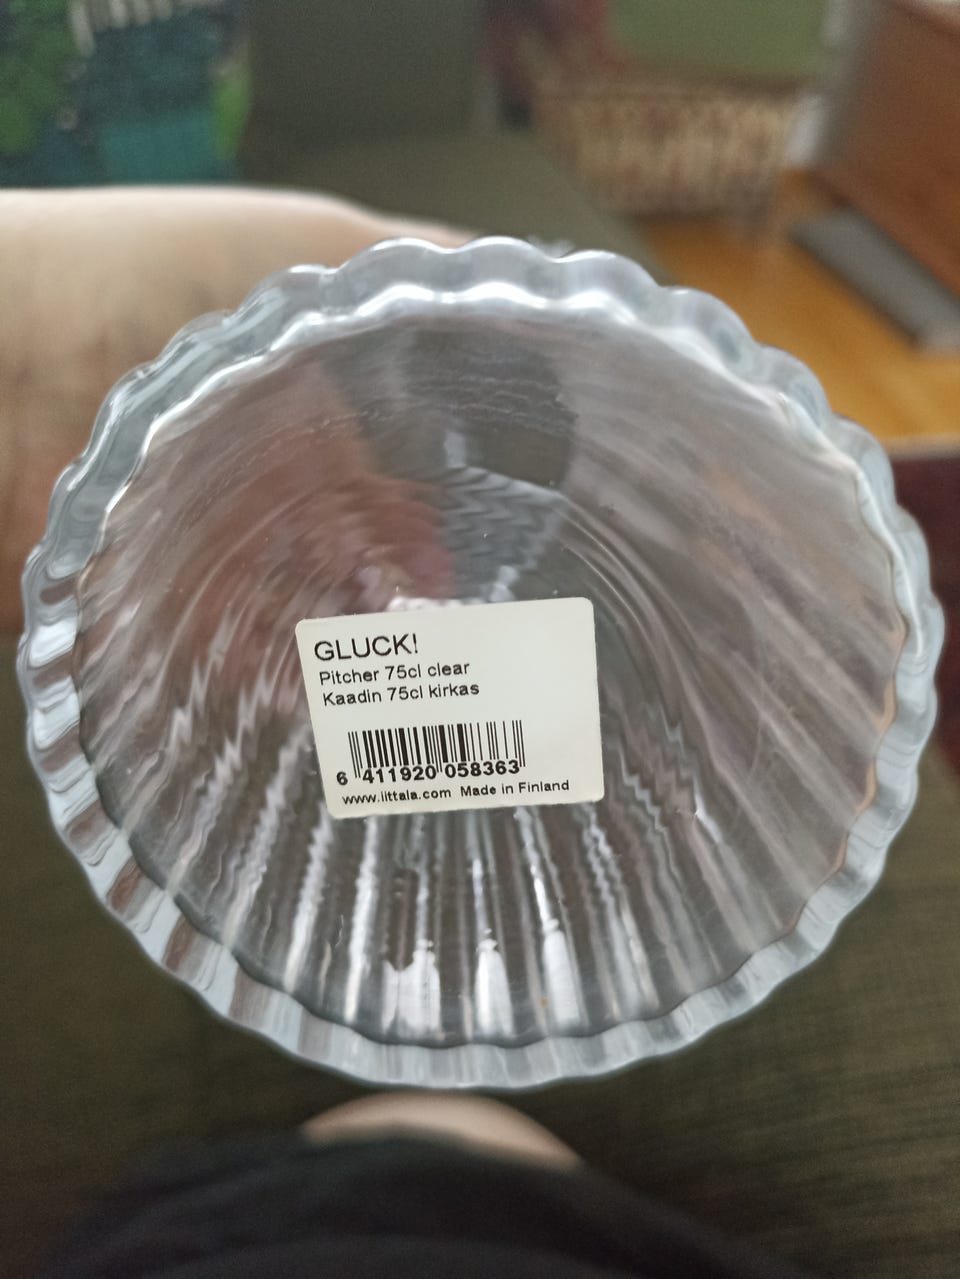 GLUCK!
Pitcher 75cl clear
Kaadin 75cl kirkas
6 411920 058363
www.iittala.com Made in Finland